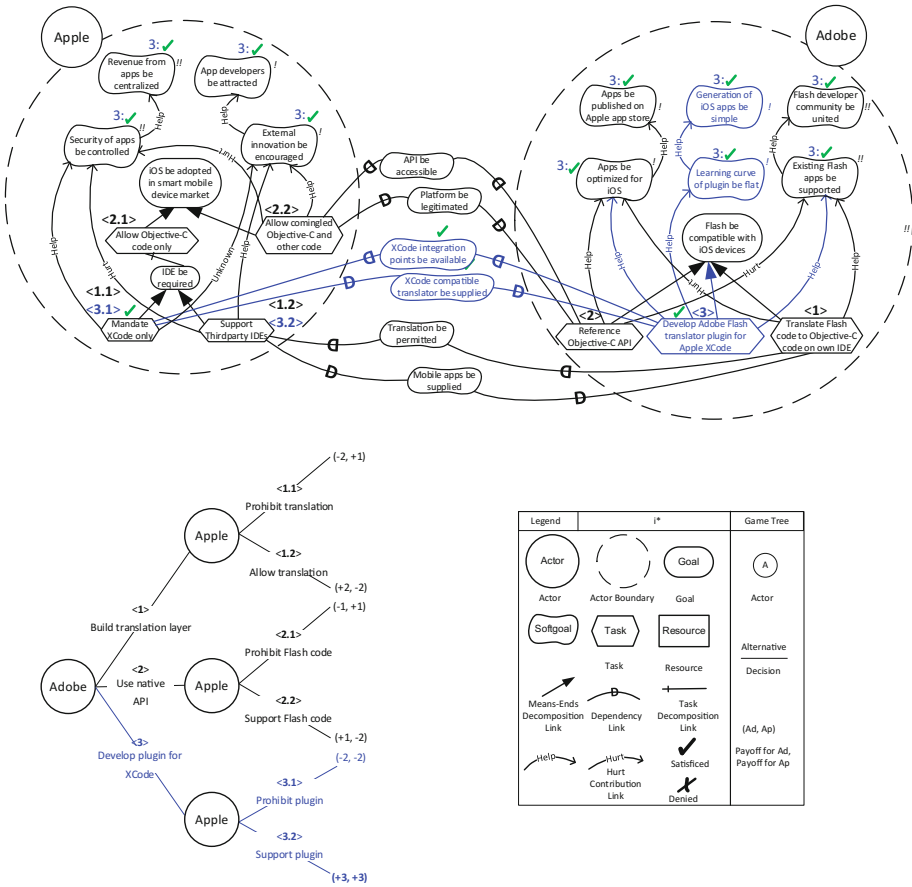 Apple
3:
Revenue from
apps be
centralized
!!
3:
App developers
be attracted
!
Help
Help
3:
Security of apps
be controlled
!!
3:
External
innovation be
encouraged
!
Hurt
Help
iOS be adopted
in smart mobile
device market
<2.1>
Allow Objective-C
code only
<2.2>
Allow comingled
Objective-C and
other code
IDE be
required
Help
Hurt
Unknown
Help
<1.1>
<3.1>
Mandate
XCode only
<1.2>
<3.2>
Support
Thirdparty IDEs
API be
accessible
D
D
Platform be
legitimated
D
D
XCode integration
points be available
D
D
XCode compatible
translator be supplied
D
D
Translation be
permitted
D
D
Mobile apps be
supplied
D
D
Adobe
3:
Apps be
published on
Apple app store
!
3:
Generation of
iOS apps be
simple
!
3:
Flash developer
community be
united
!!
Help
Help
Help
3:
Apps be
optimized for
iOS
!
3:
Learning curve
of plugin be flat
!
3:
Existing Flash
apps be
supported
!!
Flash be
compatible with
iOS devices
Help
Help
Help
Hurt
Hurt
Help
Help
<2>
Reference
Objective-C API
<3>
Develop Adobe Flash
translator plugin for
Apple XCode
<1>
Translate Flash
code to Objective-C
code on own IDE
(-2, +1)
<1.1>
Prohibit translation
Apple
<1.2>
Allow translation
(+2, -2)
<1>
Build translation layer
(-1, +1)
<2.1>
Prohibit Flash code
Adobe
<2>
Use native
API
Apple
<2.2>
Support Flash code
(+1, -2)
<3>
Develop plugin for
XCode
(-2, -2)
<3.1>
Prohibit plugin
Apple
<3.2>
Support plugin
(+3, +3)
Legend
i*
Game Tree
Actor
Goal
A
Actor
Actor Boundary
Goal
Actor
Softgoal
Task
Resource
Task
Resource
Alternative
Decision
D
Means-Ends
Decomposition
Link
Dependency
Link
Task
Decomposition
Link
(Ad, Ap)
Payoff for Ad,
Payoff for Ap
Help
Hurt
Hurt
Contribution
Link
Satisficed
Denied